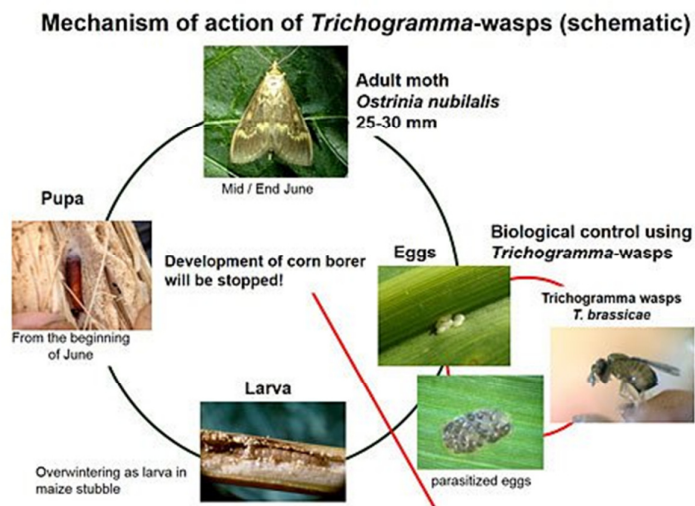 Mechanism of action of Trichogramma-wasps (schematic)
Adult moth
Ostrinia nubilalis
25-30 mm
Mid / End June
Pupa
From the beginning
of June
Development of corn borer
will be stopped!
Eggs
Biological control using
Trichogramma-wasps
Trichogramma wasps
T. brassicae
Larva
Overwintering as larva in
maize stubble
parasitized eggs